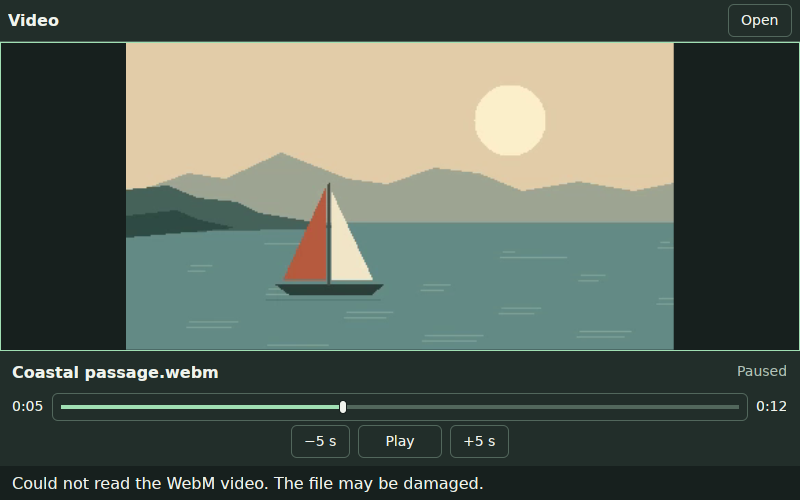 Video
Open
Coastal passage.webm
Paused
0:05
0:12
−5 s
Play
+5 s
Could not read the WebM video. The file may be damaged.